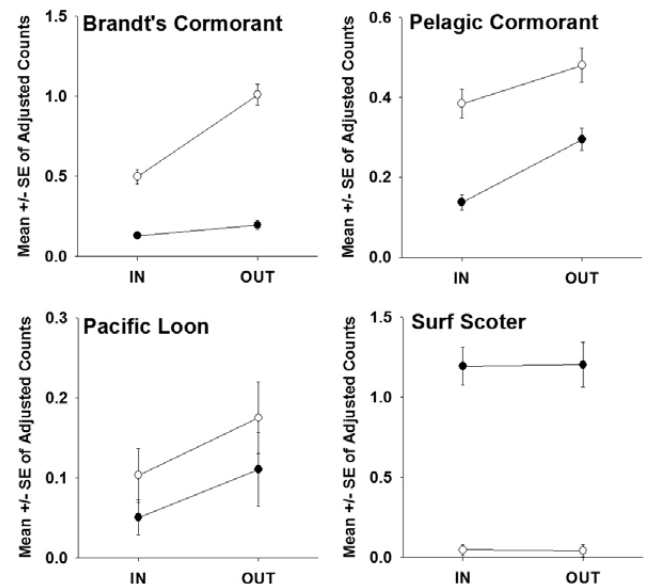 Brandt's Cormorant
Mean +/- SE of Adjusted Counts
1.5
1.0
0.5
0.0
IN OUT
Pelagic Cormorant
Mean +/- SE of Adjusted Counts
0.6
0.4
0.2
0.0
IN OUT
Pacific Loon
Mean +/- SE of Adjusted Counts
0.3
0.2
0.1
0.0
IN OUT
Surf Scoter
Mean +/- SE of Adjusted Counts
1.5
1.0
0.5
0.0
IN OUT